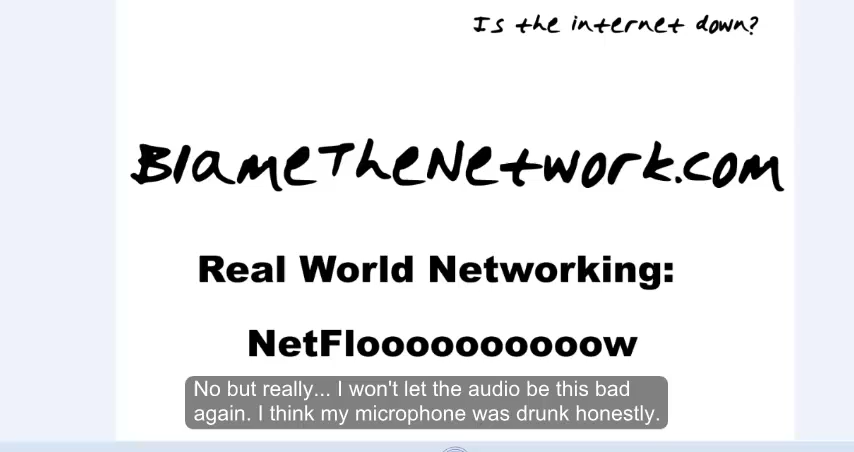 Is the internet down?
BlameTheNetwork.com
Real World Networking:
NetFlooooooooooow
No but really... I won't let the audio be this bad
again. I think my microphone was drunk honestly.